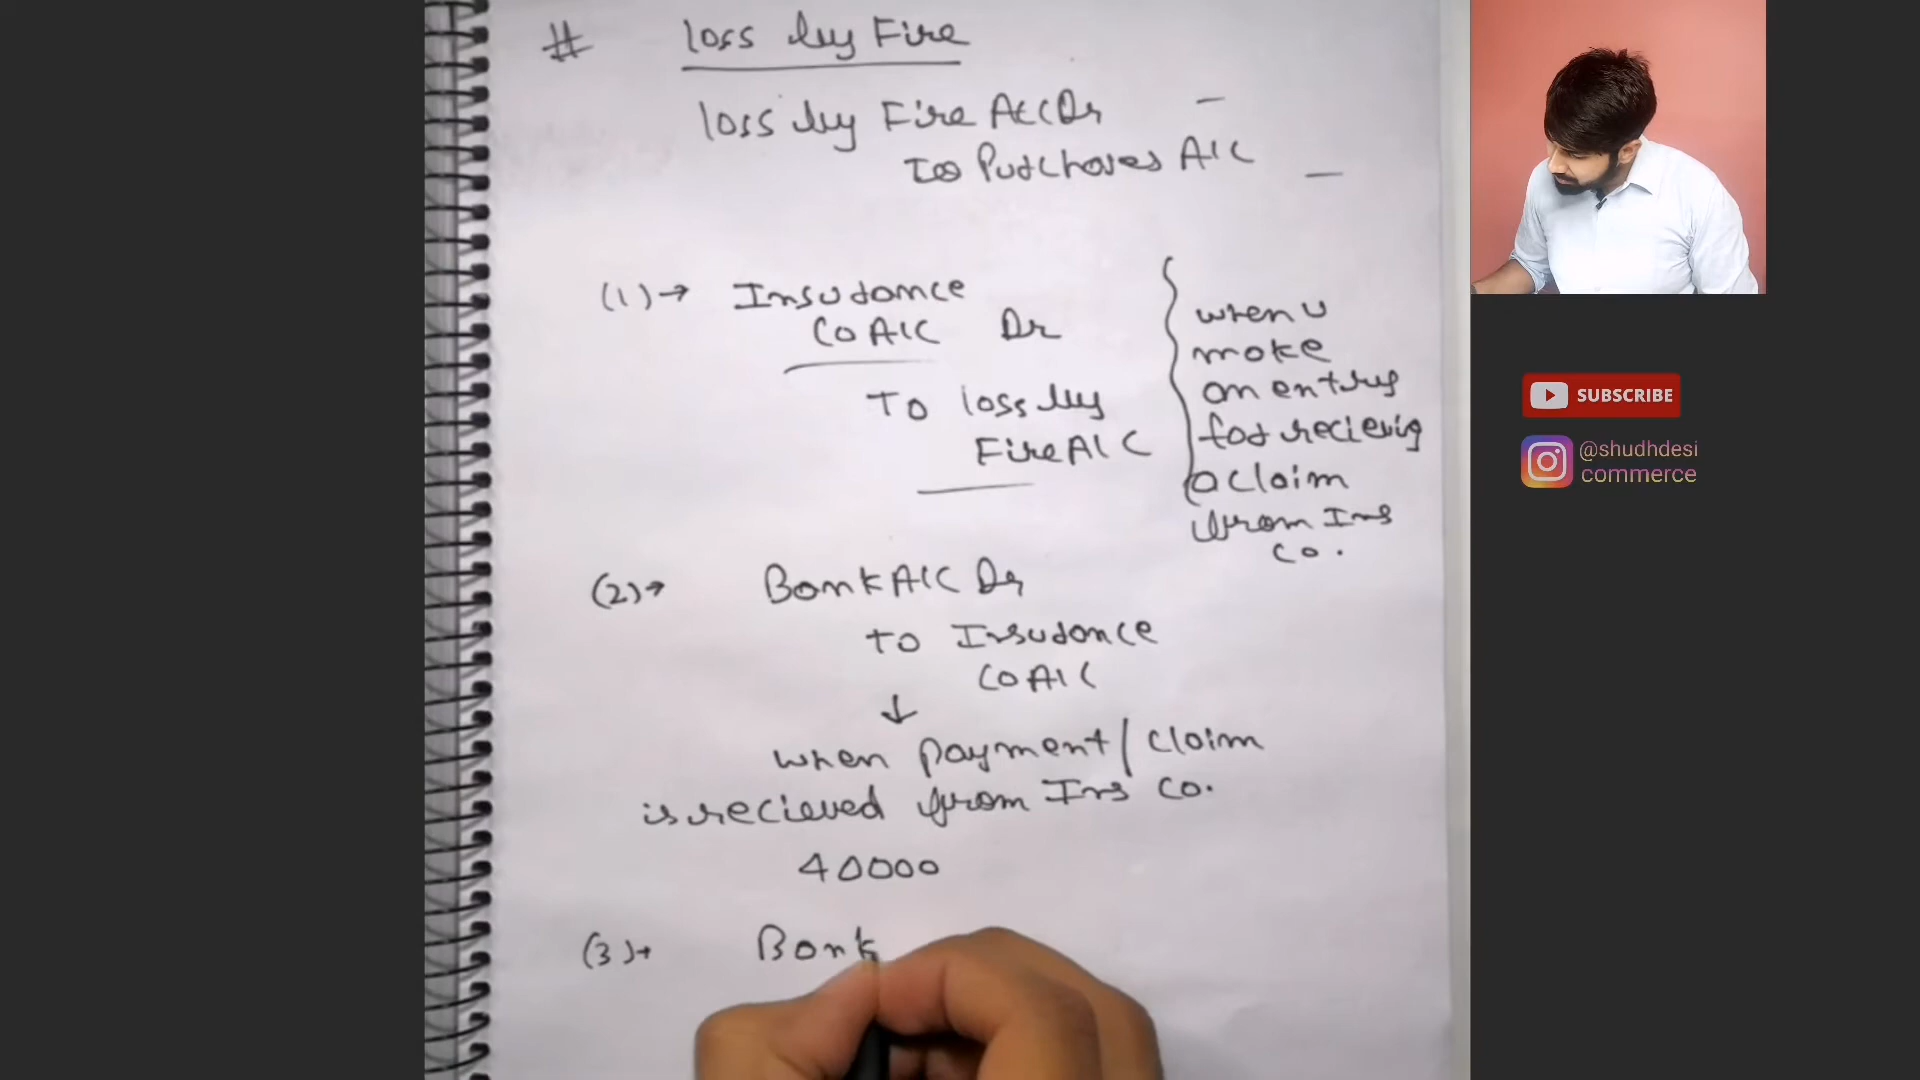 # Loss by Fire
Loss by Fire A/C Dr —
To Purchases A/C —
(1)→ Insurance
Co A/C Dr
To loss by
Fire A/C
when u
make
an entry
for recieving
a claim
from Ins
Co.
(2)→ Bank A/C Dr
To Insurance
Co A/C
↓
when payment/claim
is recieved from Ins Co.
40000
(3)→ Bank
SUBSCRIBE
@shudhdesi
commerce